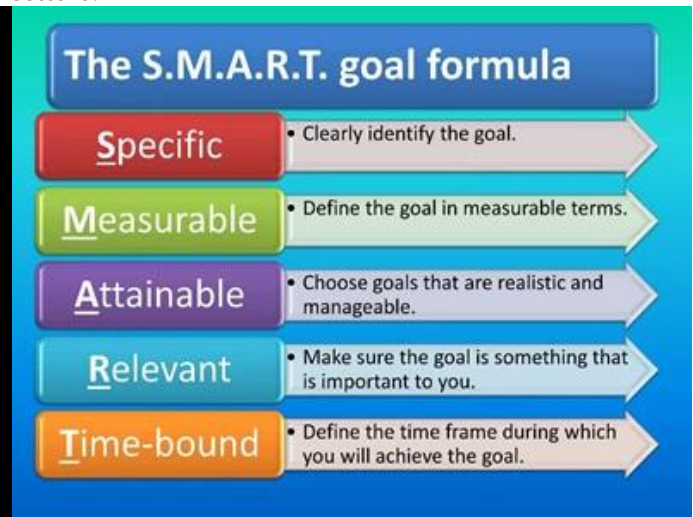 The S.M.A.R.T. goal formula
Specific
• Clearly identify the goal.
Measurable
• Define the goal in measurable terms.
Attainable
• Choose goals that are realistic and
manageable.
Relevant
• Make sure the goal is something that
is important to you.
Time-bound
• Define the time frame during which
you will achieve the goal.